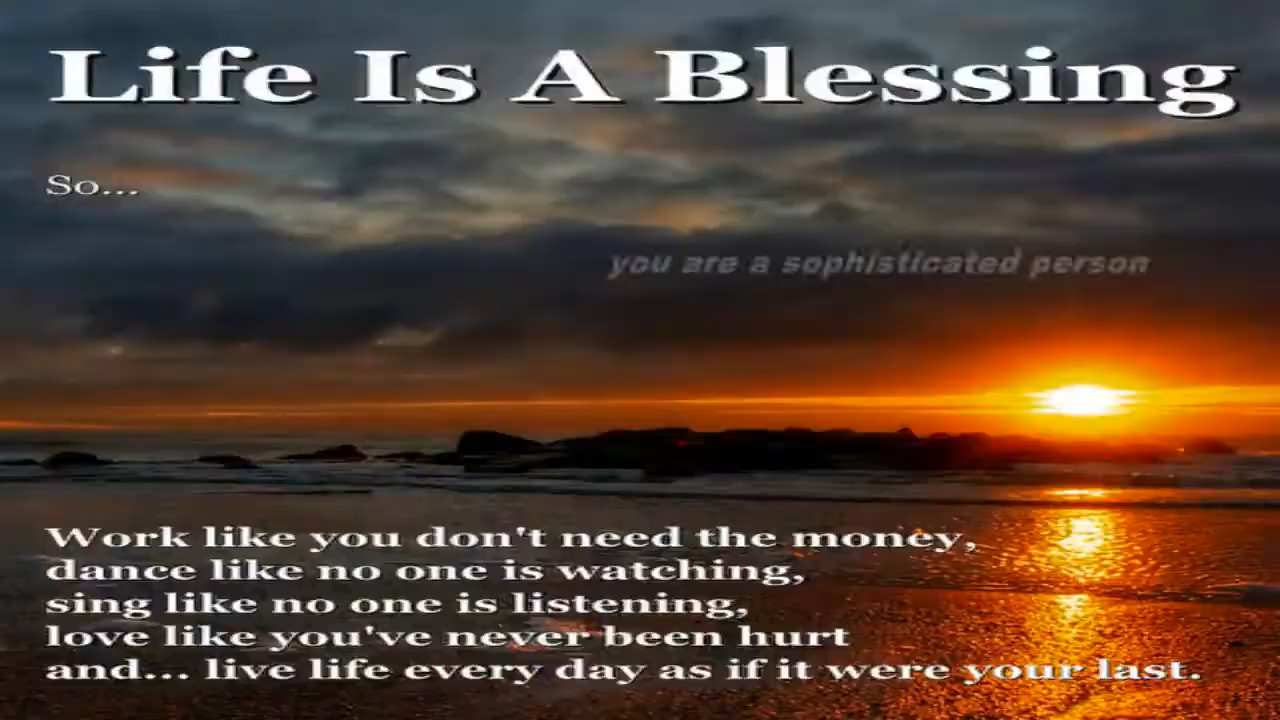 Life Is A Blessing
So...
you are a sophisticated person
Work like you don't need the money,
dance like no one is watching,
sing like no one is listening,
love like you've never been hurt
and... live life every day as if it were your last.